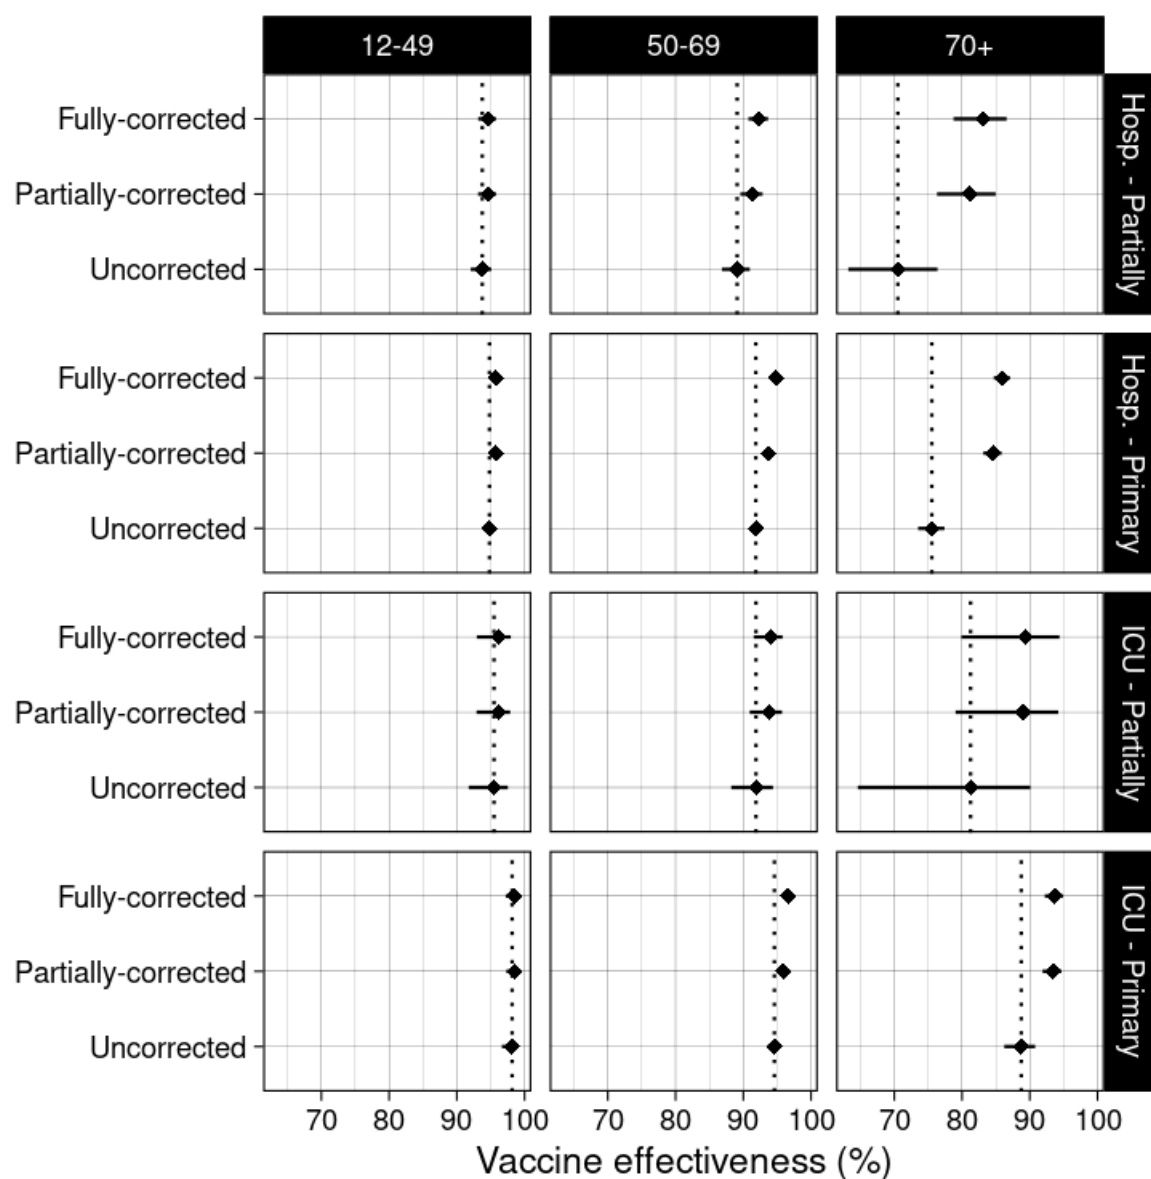 12-49 50-69 70+
Fully-corrected
Partially-corrected
Uncorrected
Hosp. - Partially
Fully-corrected
Partially-corrected
Uncorrected
Hosp. - Primary
Fully-corrected
Partially-corrected
Uncorrected
ICU - Partially
Fully-corrected
Partially-corrected
Uncorrected
ICU - Primary
70 80 90 100 70 80 90 100 70 80 90 100
Vaccine effectiveness (%)